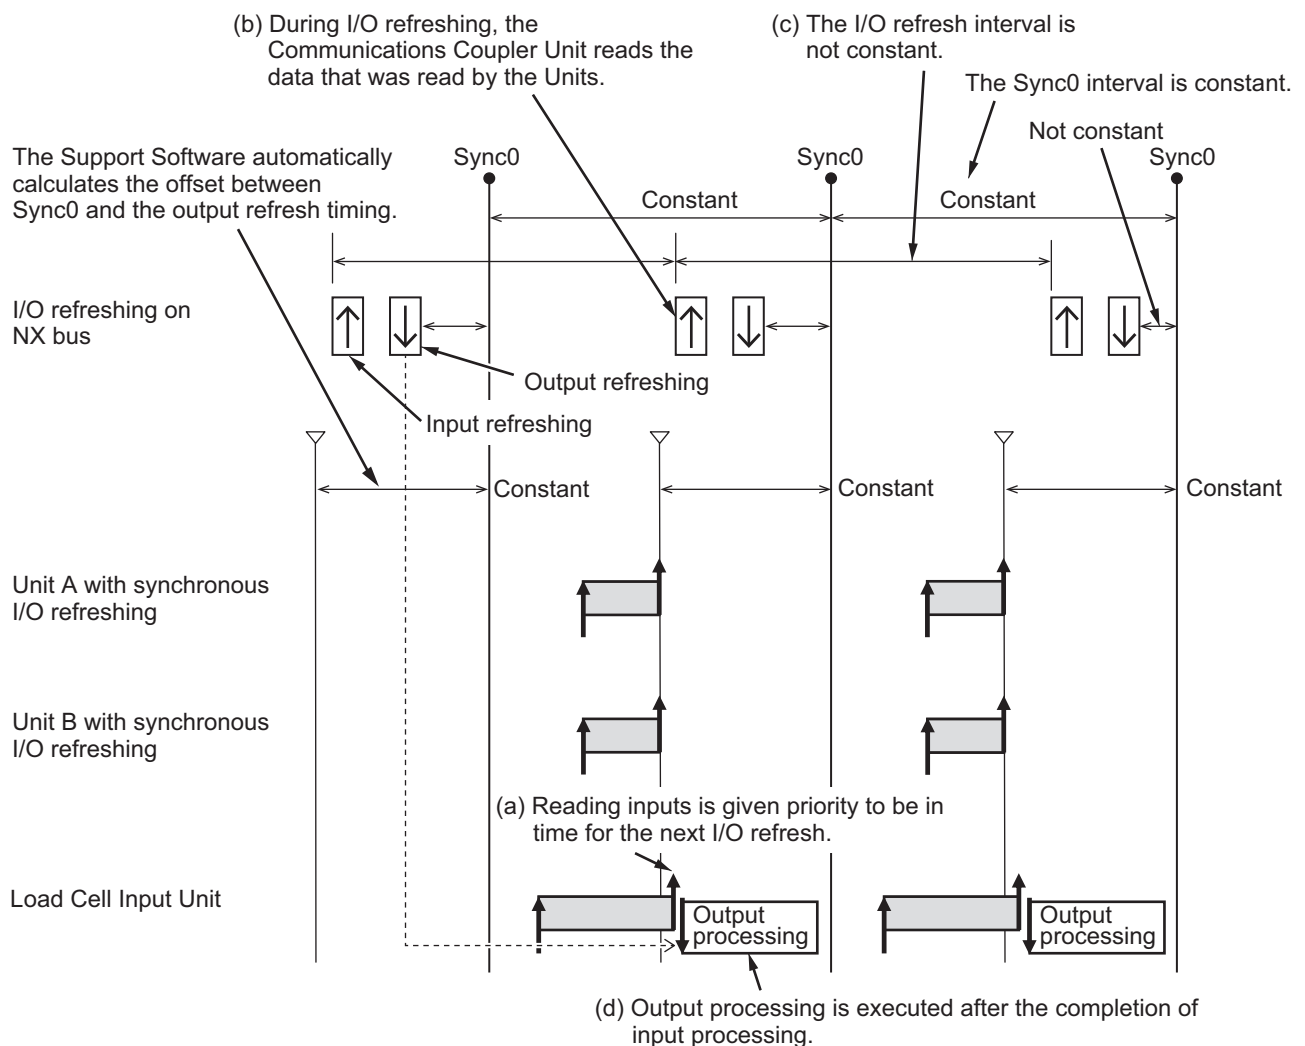 (b) During I/O refreshing, the
Communications Coupler Unit reads the
data that was read by the Units.
(c) The I/O refresh interval is
not constant.
The Sync0 interval is constant.
Not constant
The Support Software automatically
calculates the offset between
Sync0 and the output refresh timing.
Sync0
Sync0
Sync0
Constant
Constant
I/O refreshing on
NX bus
Output refreshing
Input refreshing
Constant
Constant
Constant
Unit A with synchronous
I/O refreshing
Unit B with synchronous
I/O refreshing
(a) Reading inputs is given priority to be in
time for the next I/O refresh.
Load Cell Input Unit
Output
processing
Output
processing
(d) Output processing is executed after the completion of
input processing.